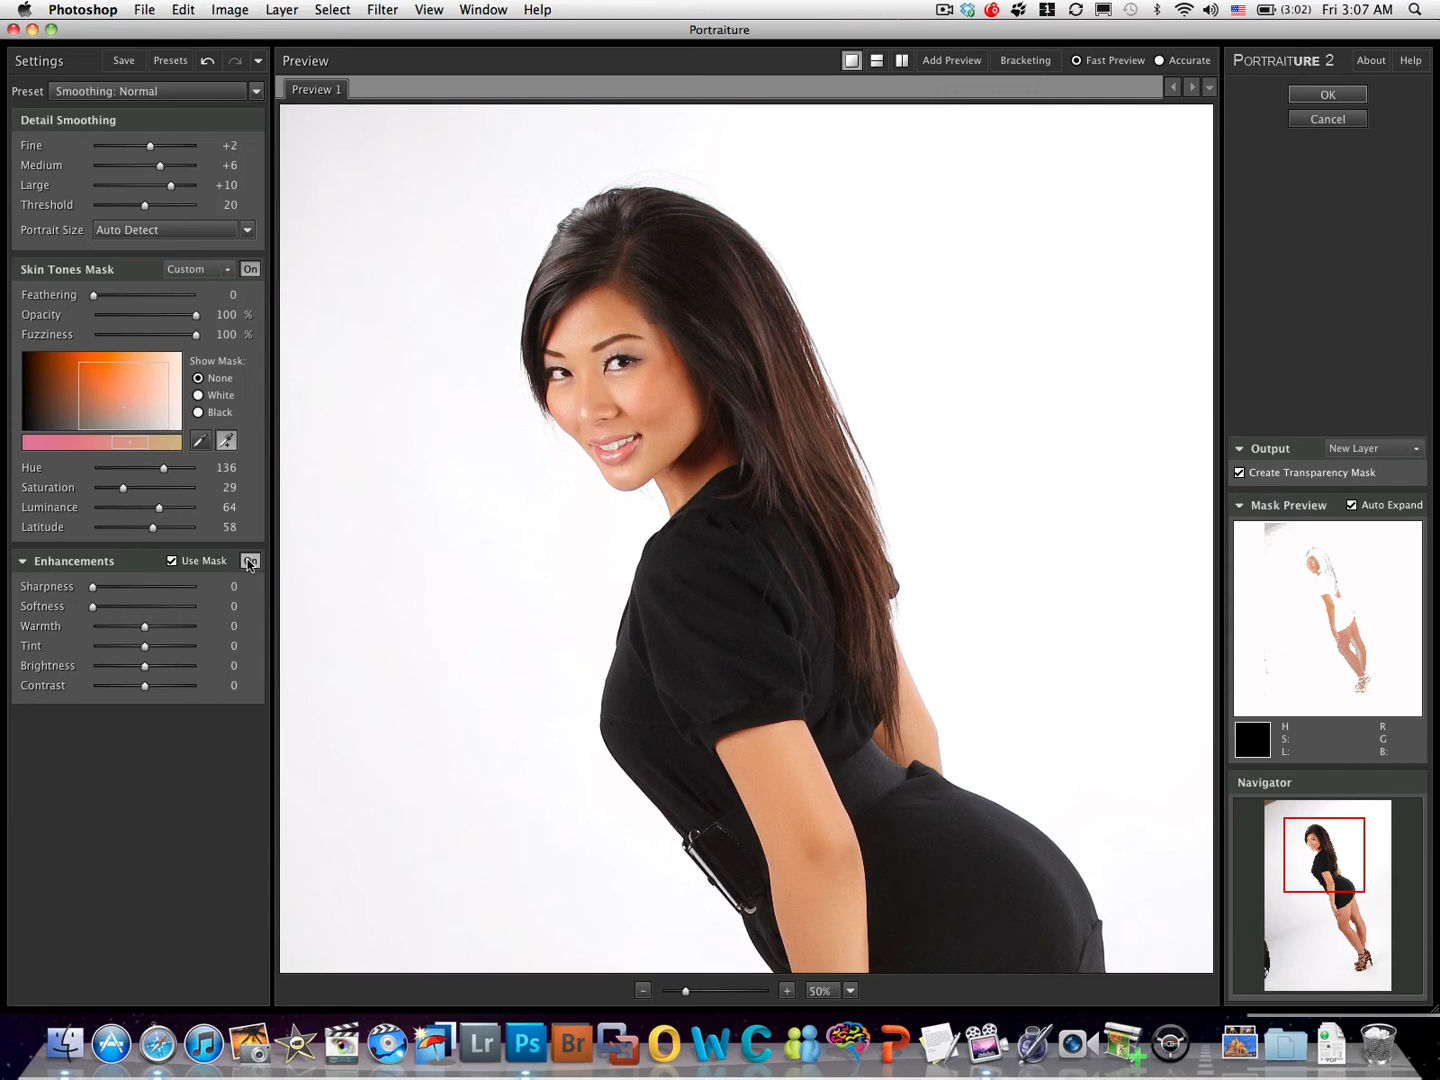 Photoshop File Edit Image Layer Select Filter View Window Help
(3:02) Fri 3:07 AM
Portraiture
Settings Save Presets
Preset Smoothing: Normal
Detail Smoothing
Fine +2
Medium +6
Large +10
Threshold 20
Portrait Size Auto Detect
Skin Tones Mask Custom On
Feathering 0
Opacity 100 %
Fuzziness 100 %
Show Mask:
None
White
Black
Hue 136
Saturation 29
Luminance 64
Latitude 58
Enhancements Use Mask
Sharpness 0
Softness 0
Warmth 0
Tint 0
Brightness 0
Contrast 0
Preview Add Preview Bracketing Fast Preview Accurate
Preview 1
50%
PORTRAITURE 2 About Help
OK
Cancel
Output New Layer
Create Transparency Mask
Mask Preview Auto Expand
H R
S: G
L: B:
Navigator
Lr Ps Br O W C P